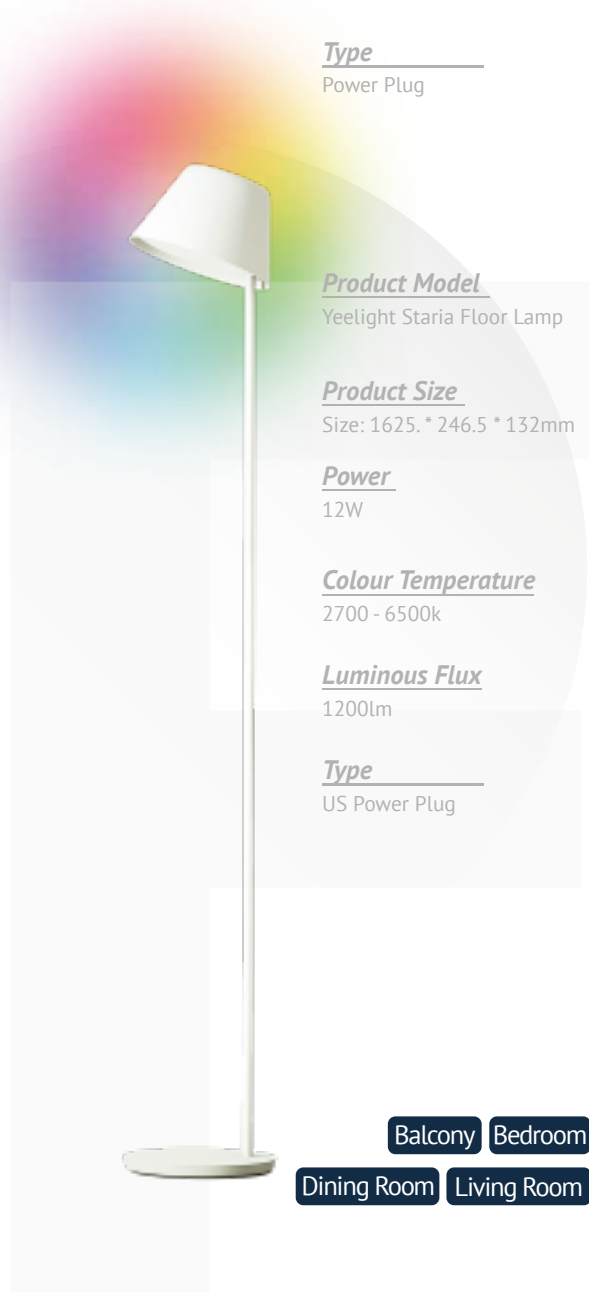 Type
Power Plug
Product Model
Yeelight Staria Floor Lamp
Product Size
Size: 1625. * 246.5 * 132mm
Power
12W
Colour Temperature
2700 - 6500k
Luminous Flux
1200lm
Type
US Power Plug
Balcony Bedroom
Dining Room Living Room